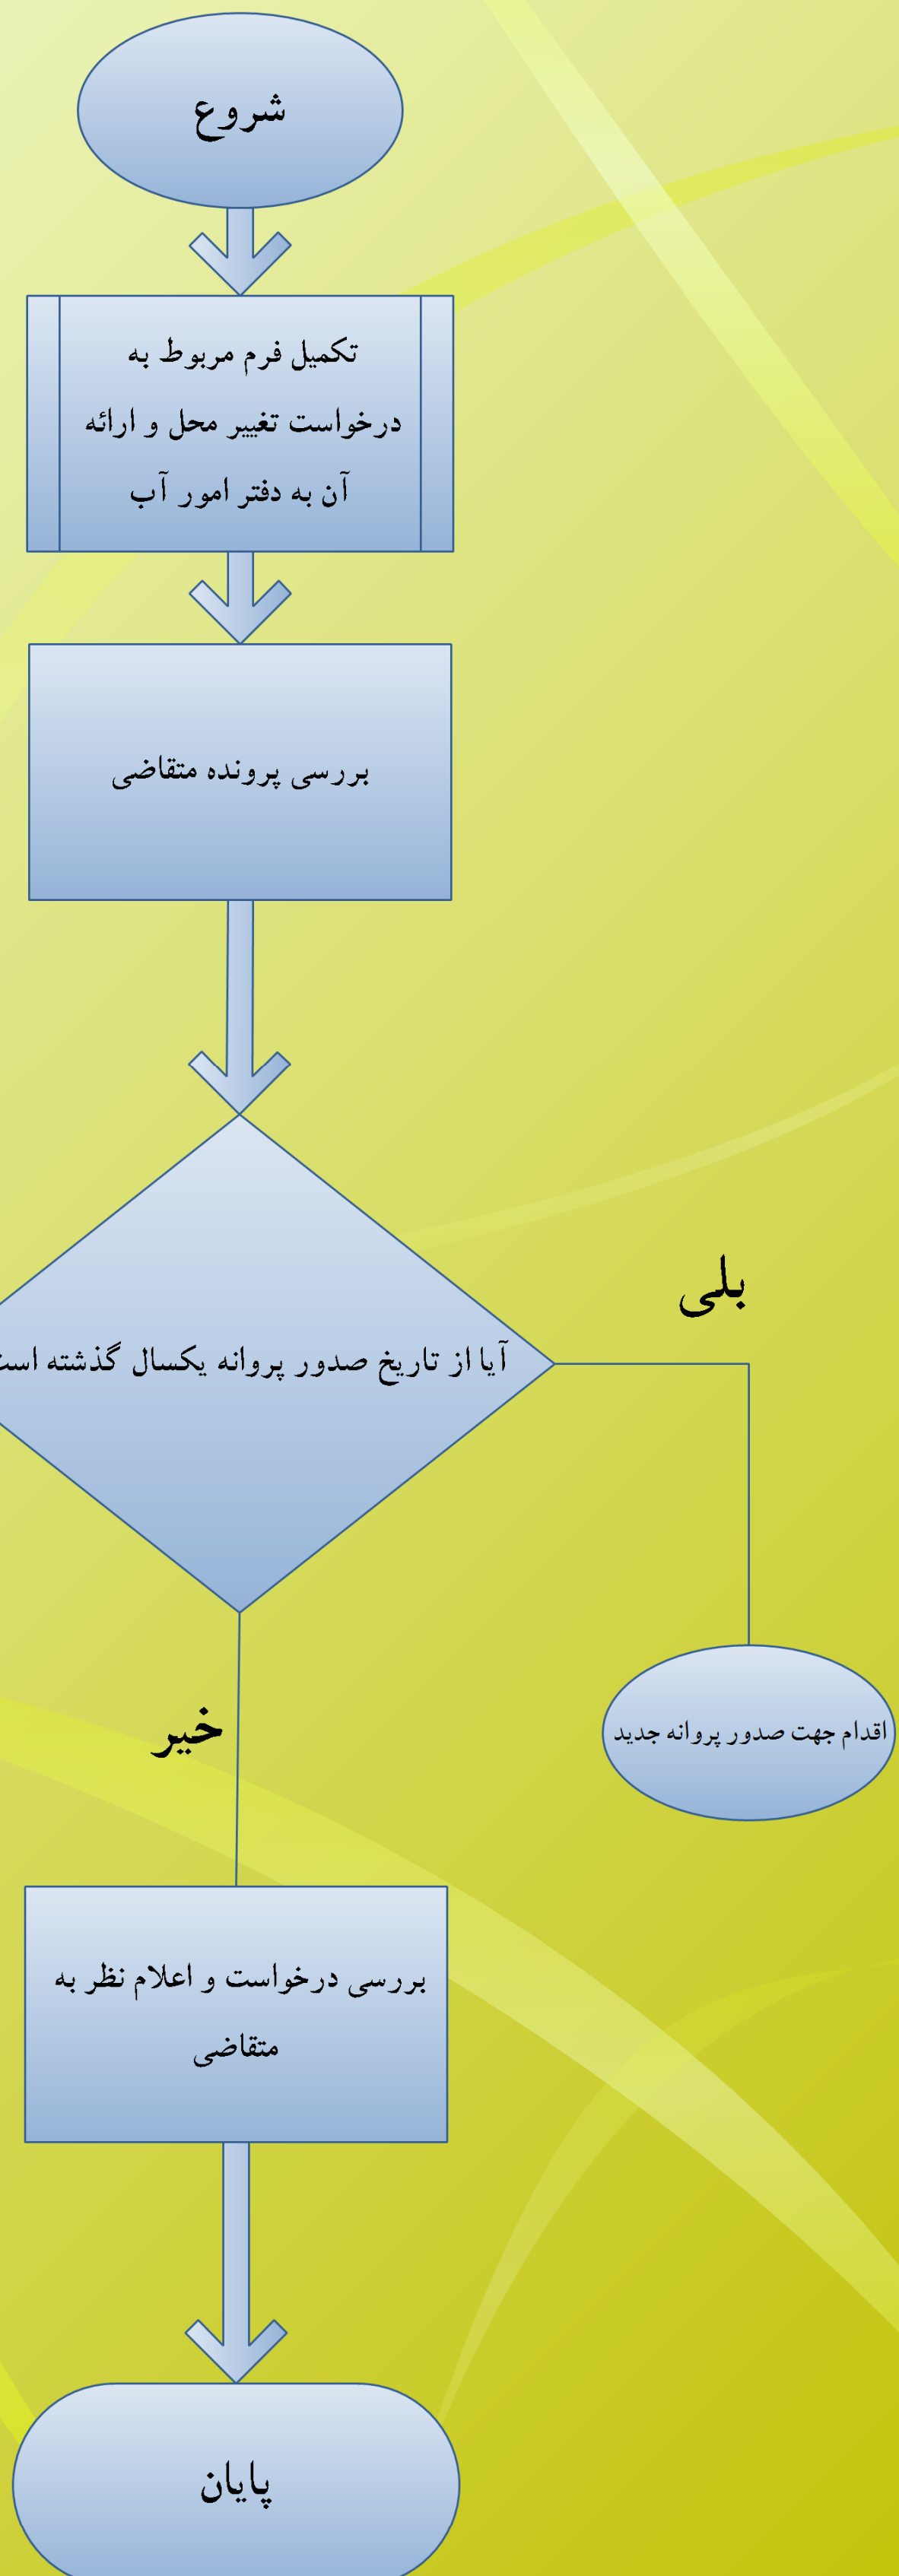 شروع
تکمیل فرم مربوط به
درخواست تغییر محل و ارائه
آن به دفتر امور آب
بررسی پرونده متقاضی
آیا از تاریخ صدور پروانه یکسال گذشته است
بلی
خیر
اقدام جهت صدور پروانه جدید
بررسی درخواست و اعلام نظر به
متقاضی
پایان